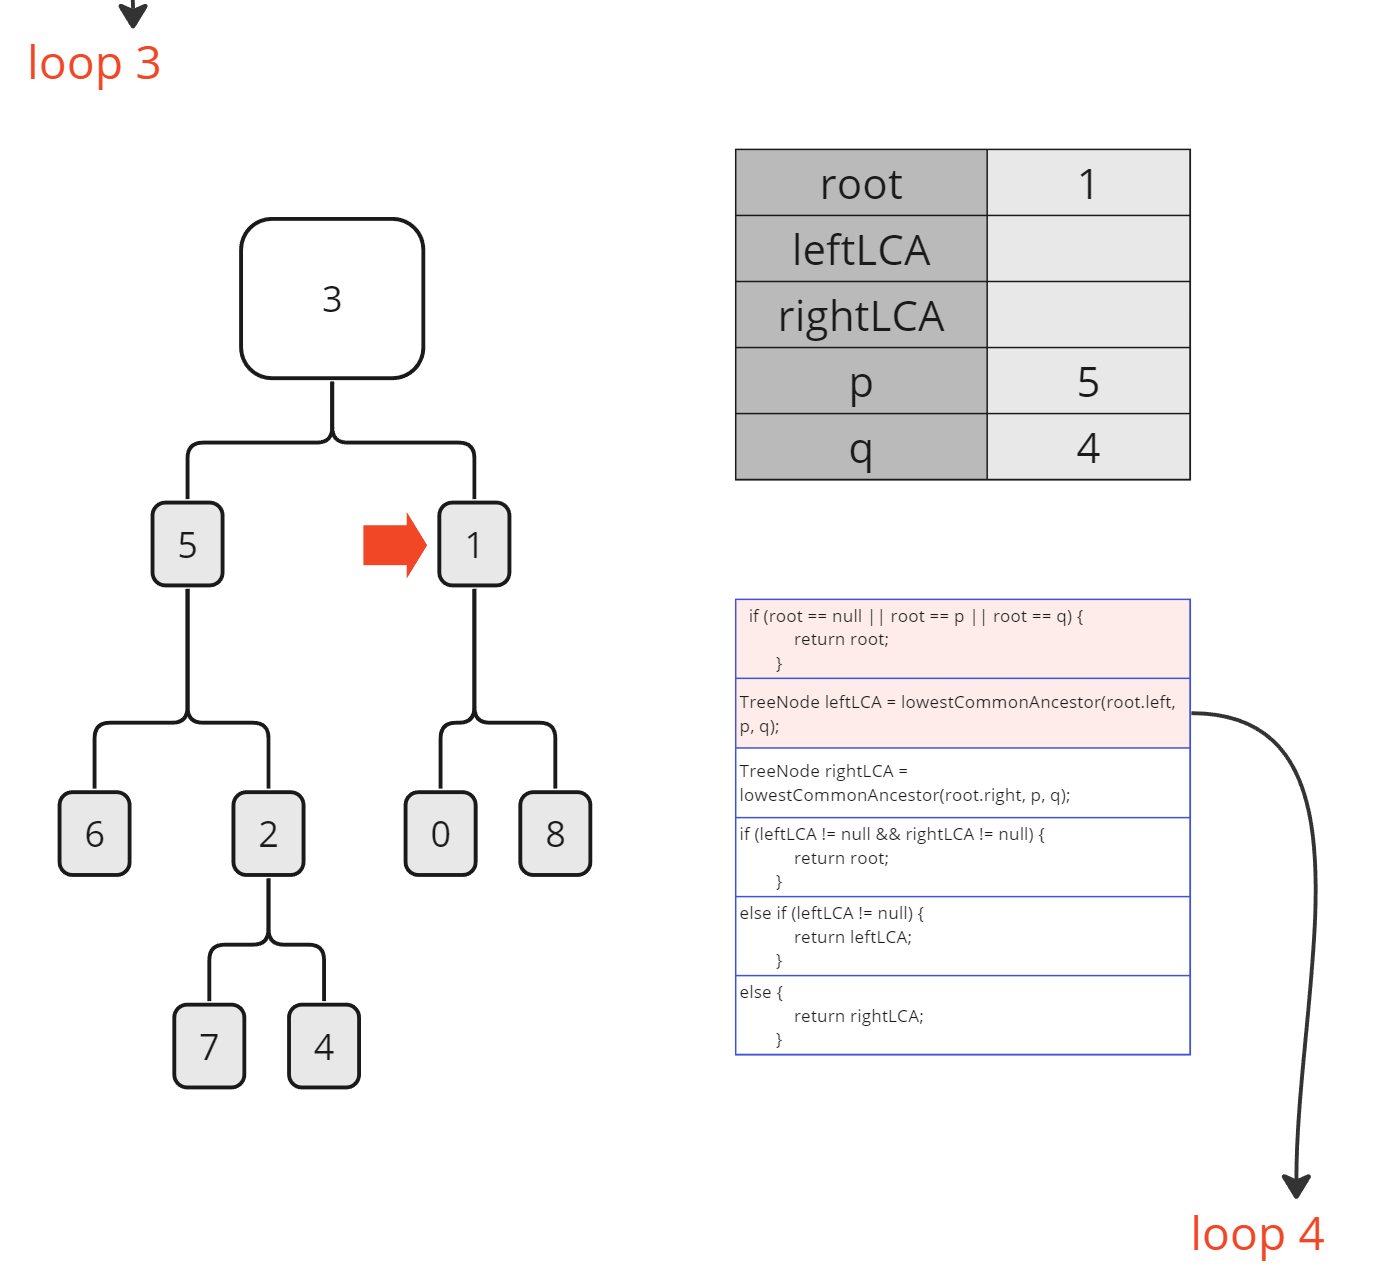 loop 3
3
5
1
6
2
0
8
7
4
root 1
leftLCA
rightLCA
p 5
q 4
if (root == null || root == p || root == q) {
return root;
}
TreeNode leftLCA = lowestCommonAncestor(root.left,
p, q);
TreeNode rightLCA =
lowestCommonAncestor(root.right, p, q);
if (leftLCA != null && rightLCA != null) {
return root;
}
else if (leftLCA != null) {
return leftLCA;
}
else {
return rightLCA;
}
loop 4